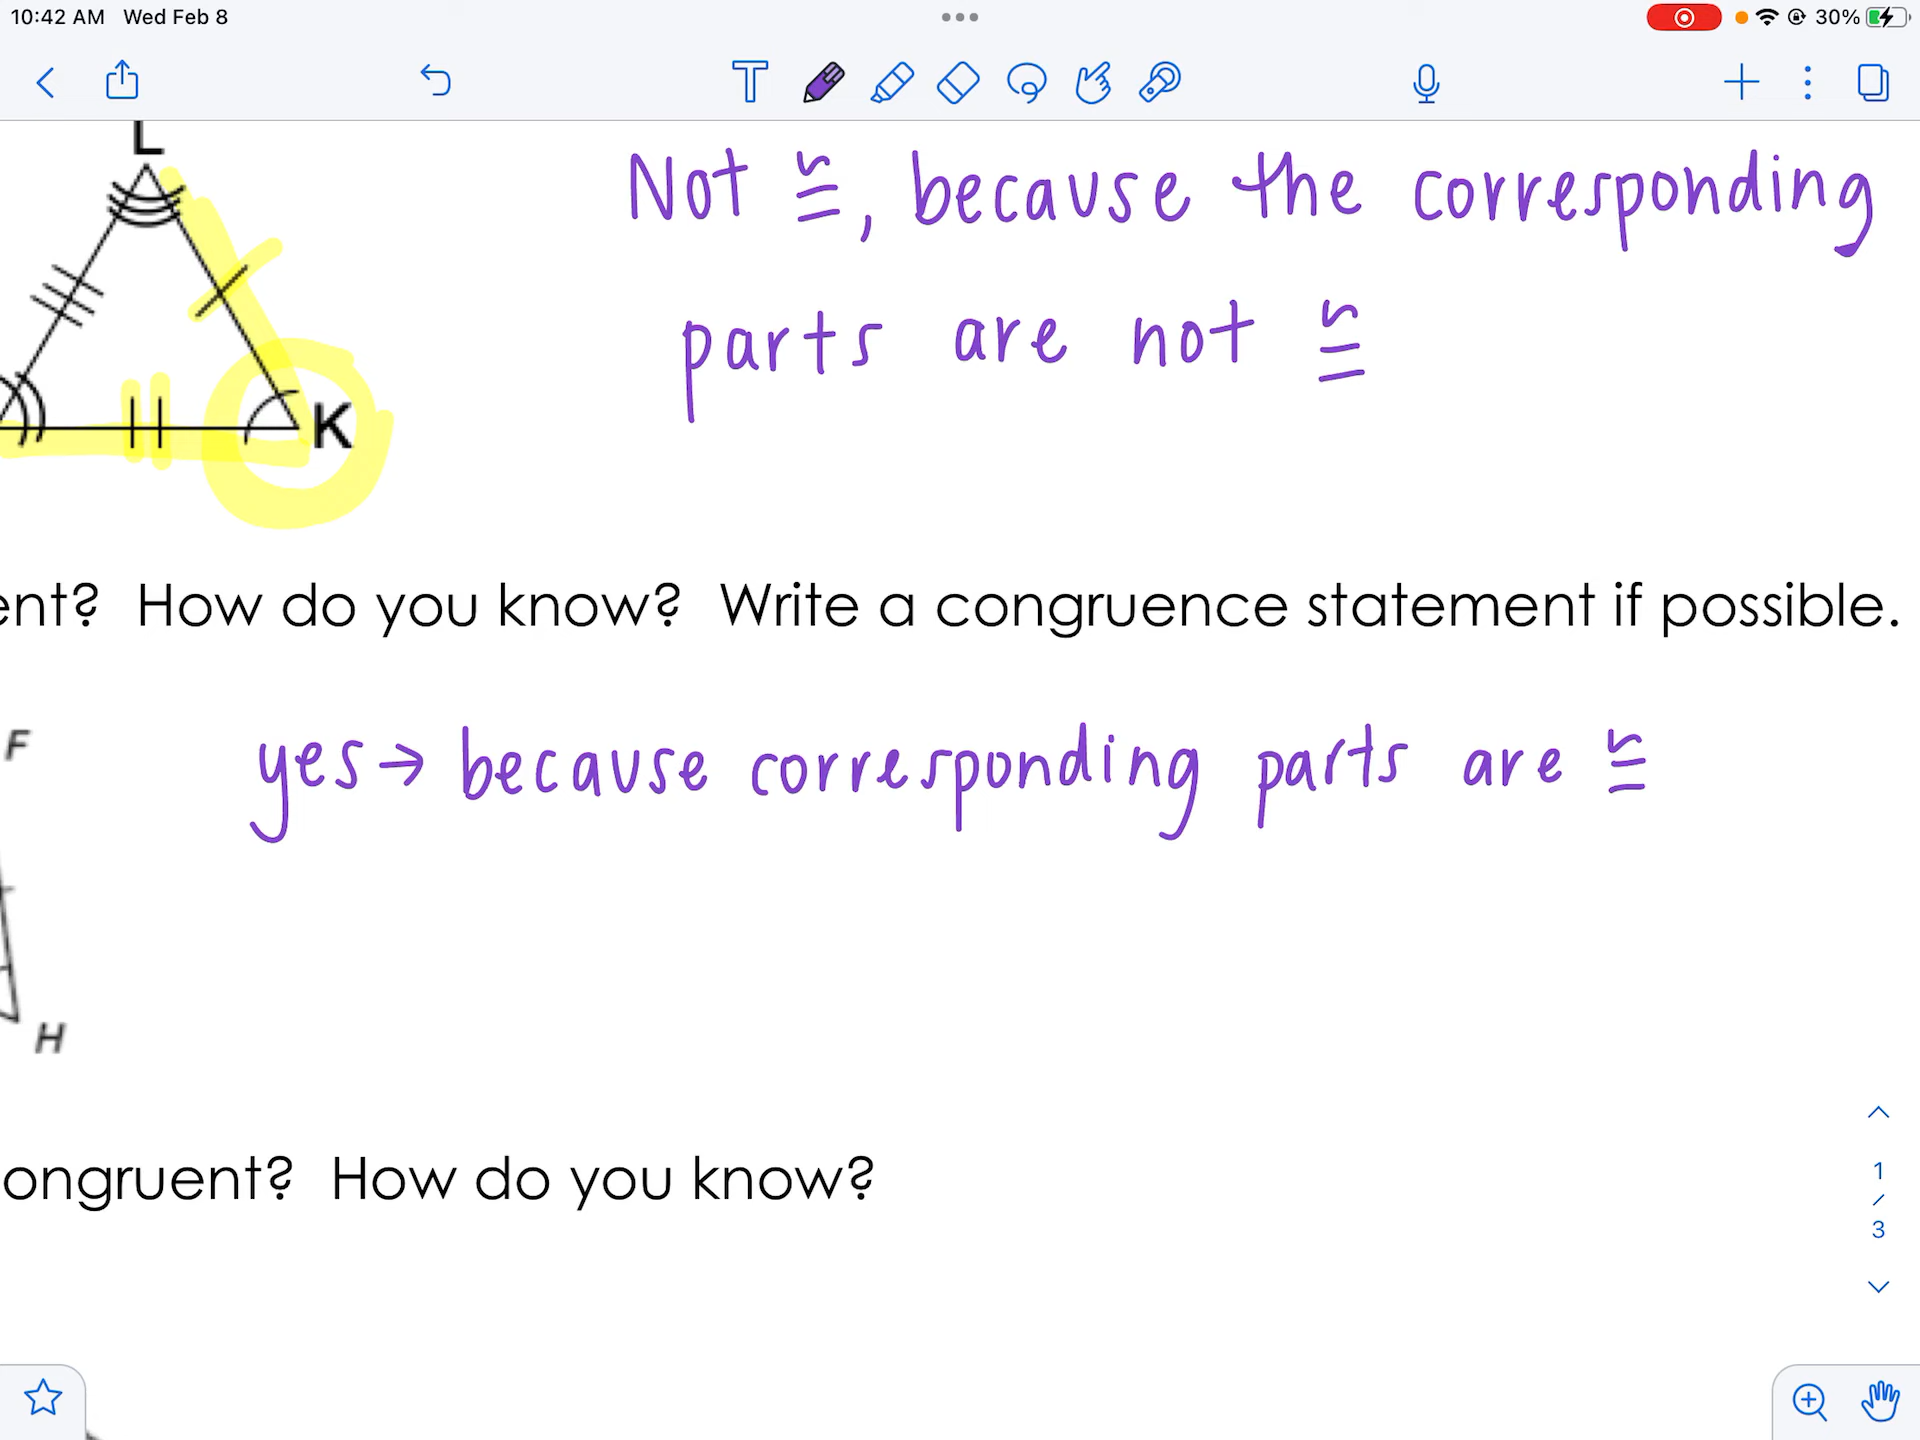 10:42 AM Wed Feb 8
30%
L
Not ≅, because the corresponding
parts are not ≅
K
ent? How do you know? Write a congruence statement if possible.
F
yes → because corresponding parts are ≅
H
ongruent? How do you know?
1
/
3